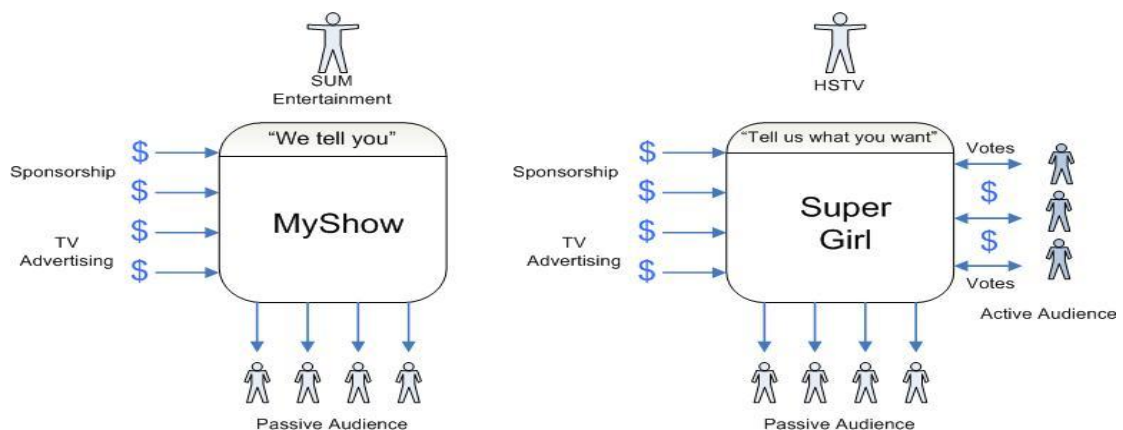 SUM
Entertainment
"We tell you"
$
Sponsorship
$
MyShow
$
TV
Advertising
$
Passive Audience
HSTV
"Tell us what you want"
$
Sponsorship
$
Super
Girl
$
TV
Advertising
$
Votes
$
$
Votes
Active Audience
Passive Audience